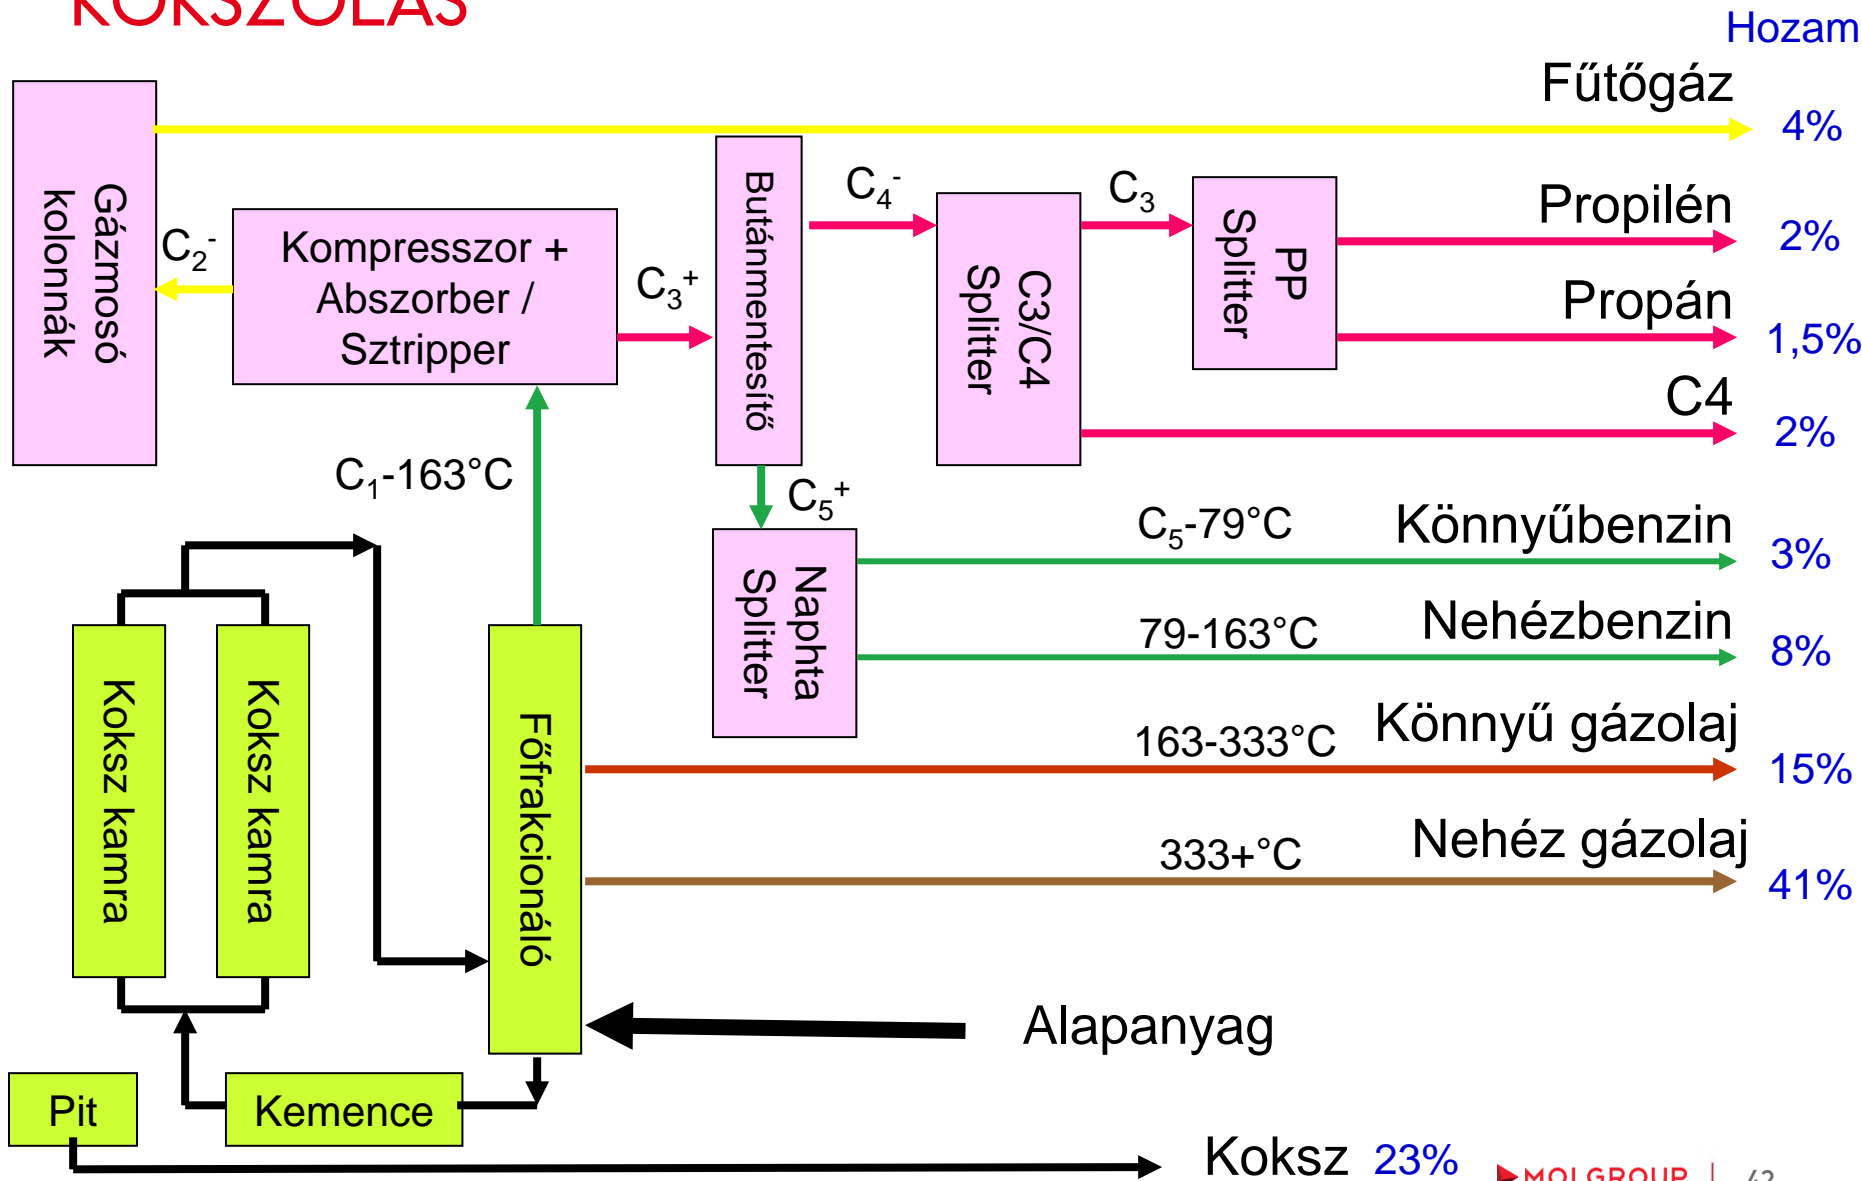 KOKSZOLÁS
Hozam
Fűtőgáz
4%
Gázmosó
kolonnák
C₂⁻
Kompresszor +
Abszorber /
Sztripper
C₃⁺
Butánmentesítő
C₄⁻
C3/C4
Splitter
C₃
PP
Splitter
Propilén
2%
Propán
1,5%
C4
2%
C₁-163°C
C₅⁺
Naphta
Splitter
C₅-79°C
Könnyűbenzin
3%
79-163°C
Nehézbenzin
8%
Koksz kamra
Koksz kamra
Főfrakcionáló
163-333°C
Könnyű gázolaj
15%
333+°C
Nehéz gázolaj
41%
Alapanyag
Pit
Kemence
Koksz 23%
MOLGROUP | 42